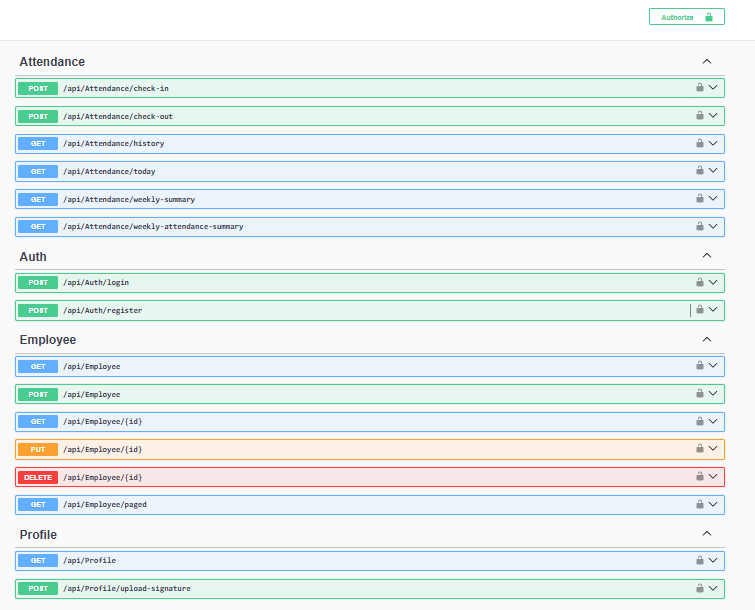 Authorize
Attendance
POST /api/Attendance/check-in
POST /api/Attendance/check-out
GET /api/Attendance/history
GET /api/Attendance/today
GET /api/Attendance/weekly-summary
GET /api/Attendance/weekly-attendance-summary
Auth
POST /api/Auth/login
POST /api/Auth/register
Employee
GET /api/Employee
POST /api/Employee
GET /api/Employee/{id}
PUT /api/Employee/{id}
DELETE /api/Employee/{id}
GET /api/Employee/paged
Profile
GET /api/Profile
POST /api/Profile/upload-signature